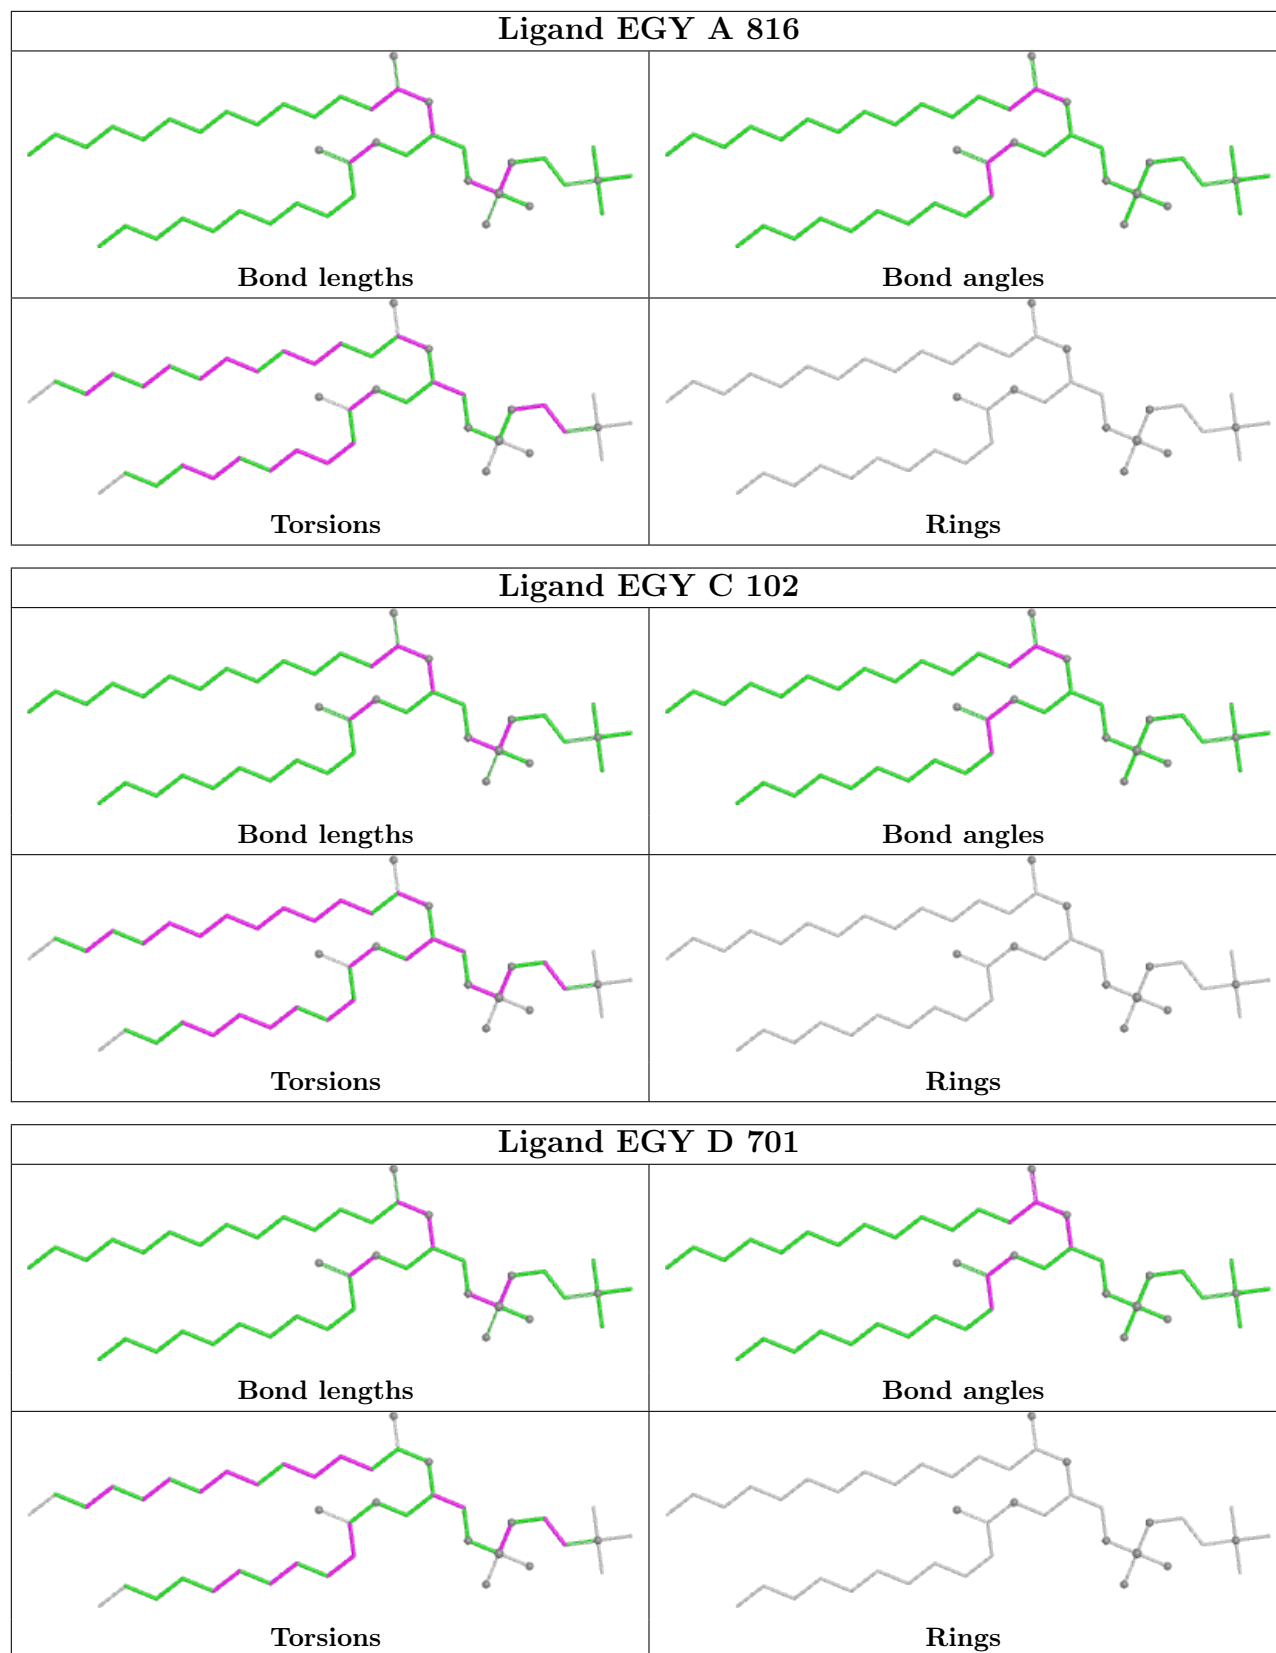 Ligand EGY A 816
Bond lengths
Bond angles
Torsions
Rings
Ligand EGY C 102
Bond lengths
Bond angles
Torsions
Rings
Ligand EGY D 701
Bond lengths
Bond angles
Torsions
Rings